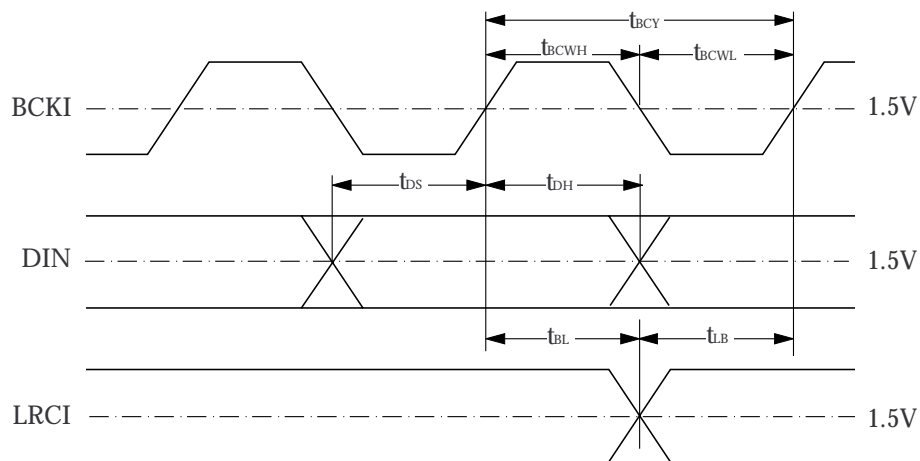 tBCY
tBCWH tBCWL
BCKI 1.5V
tDS tDH
DIN 1.5V
tBL tLB
LRCI 1.5V